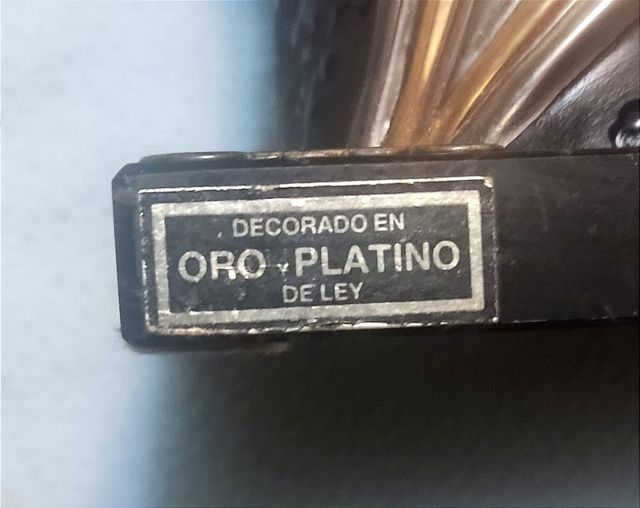 DECORADO EN
ORO Y PLATINO
DE LEY